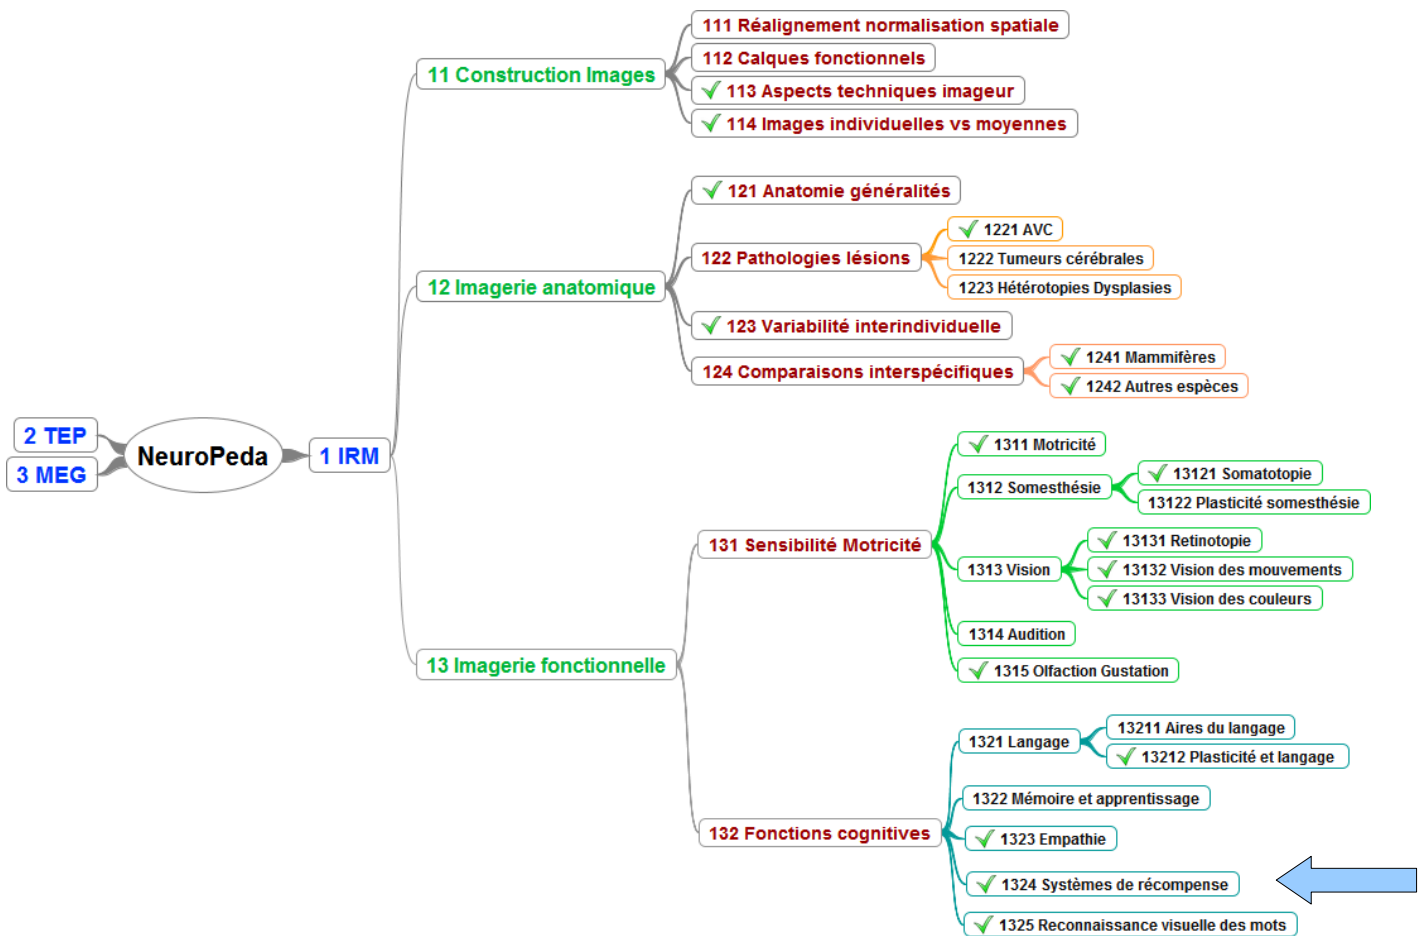 111 Réalignement normalisation spatiale
11 Construction Images
112 Calques fonctionnels
113 Aspects techniques imageur
114 Images individuelles vs moyennes
121 Anatomie généralités
12 Imagerie anatomique
122 Pathologies lésions
1221 AVC
1222 Tumeurs cérébrales
1223 Hétérotopies Dysplasies
123 Variabilité interindividuelle
124 Comparaisons interspécifiques
1241 Mammifères
1242 Autres espèces
2 TEP
3 MEG
NeuroPeda
1 IRM
13 Imagerie fonctionnelle
131 Sensibilité Motricité
1311 Motricité
1312 Somesthésie
13121 Somatotopie
13122 Plasticité somesthésie
1313 Vision
13131 Retinotopie
13132 Vision des mouvements
13133 Vision des couleurs
1314 Audition
1315 Olfaction Gustation
132 Fonctions cognitives
1321 Langage
13211 Aires du langage
13212 Plasticité et langage
1322 Mémoire et apprentissage
1323 Empathie
1324 Systèmes de récompense
1325 Reconnaissance visuelle des mots